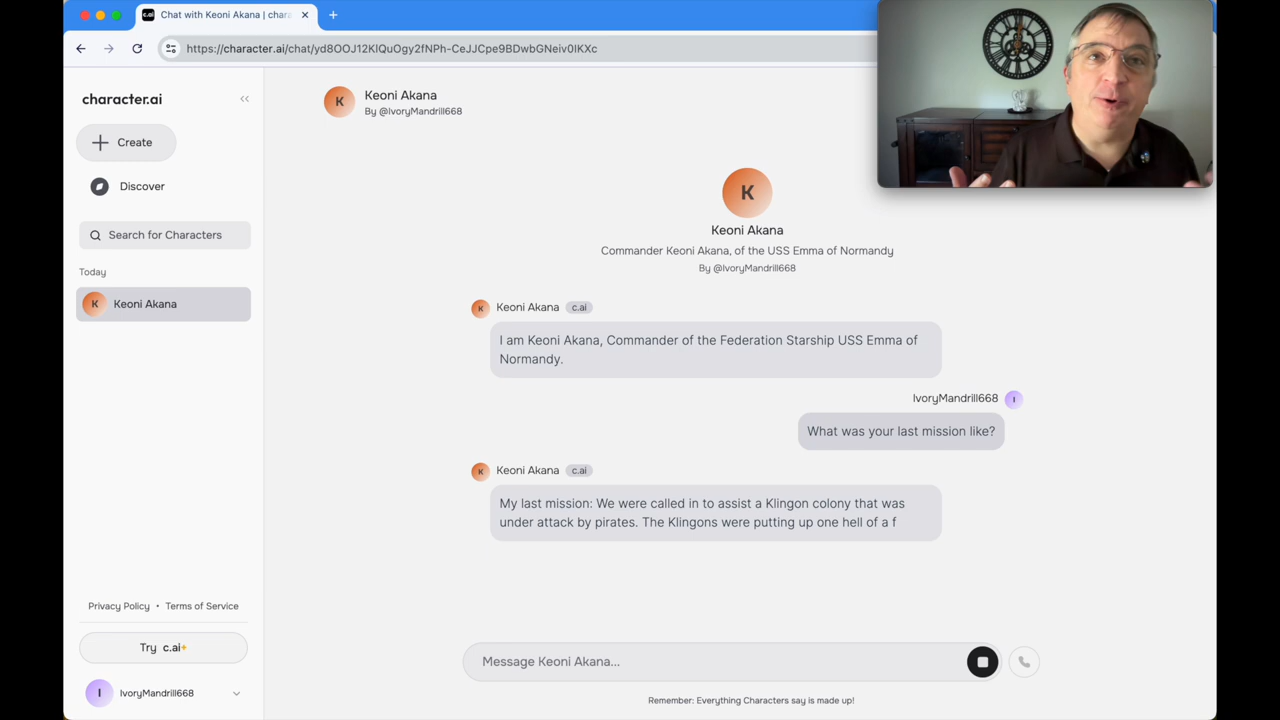 c.ai Chat with Keoni Akana | chara
https://character.ai/chat/yd8OOJ12KlQuOgy2fNPh-CeJJCpe9BDwbGNeiv0IKXc
character.ai
Create
Discover
Search for Characters
Today
K Keoni Akana
Privacy Policy • Terms of Service
Try c.ai+
I IvoryMandrill668
K Keoni Akana
By @IvoryMandrill668
K
Keoni Akana
Commander Keoni Akana, of the USS Emma of Normandy
By @IvoryMandrill668
K Keoni Akana c.ai
I am Keoni Akana, Commander of the Federation Starship USS Emma of
Normandy.
IvoryMandrill668 I
What was your last mission like?
K Keoni Akana c.ai
My last mission: We were called in to assist a Klingon colony that was
under attack by pirates. The Klingons were putting up one hell of a f
Message Keoni Akana...
Remember: Everything Characters say is made up!